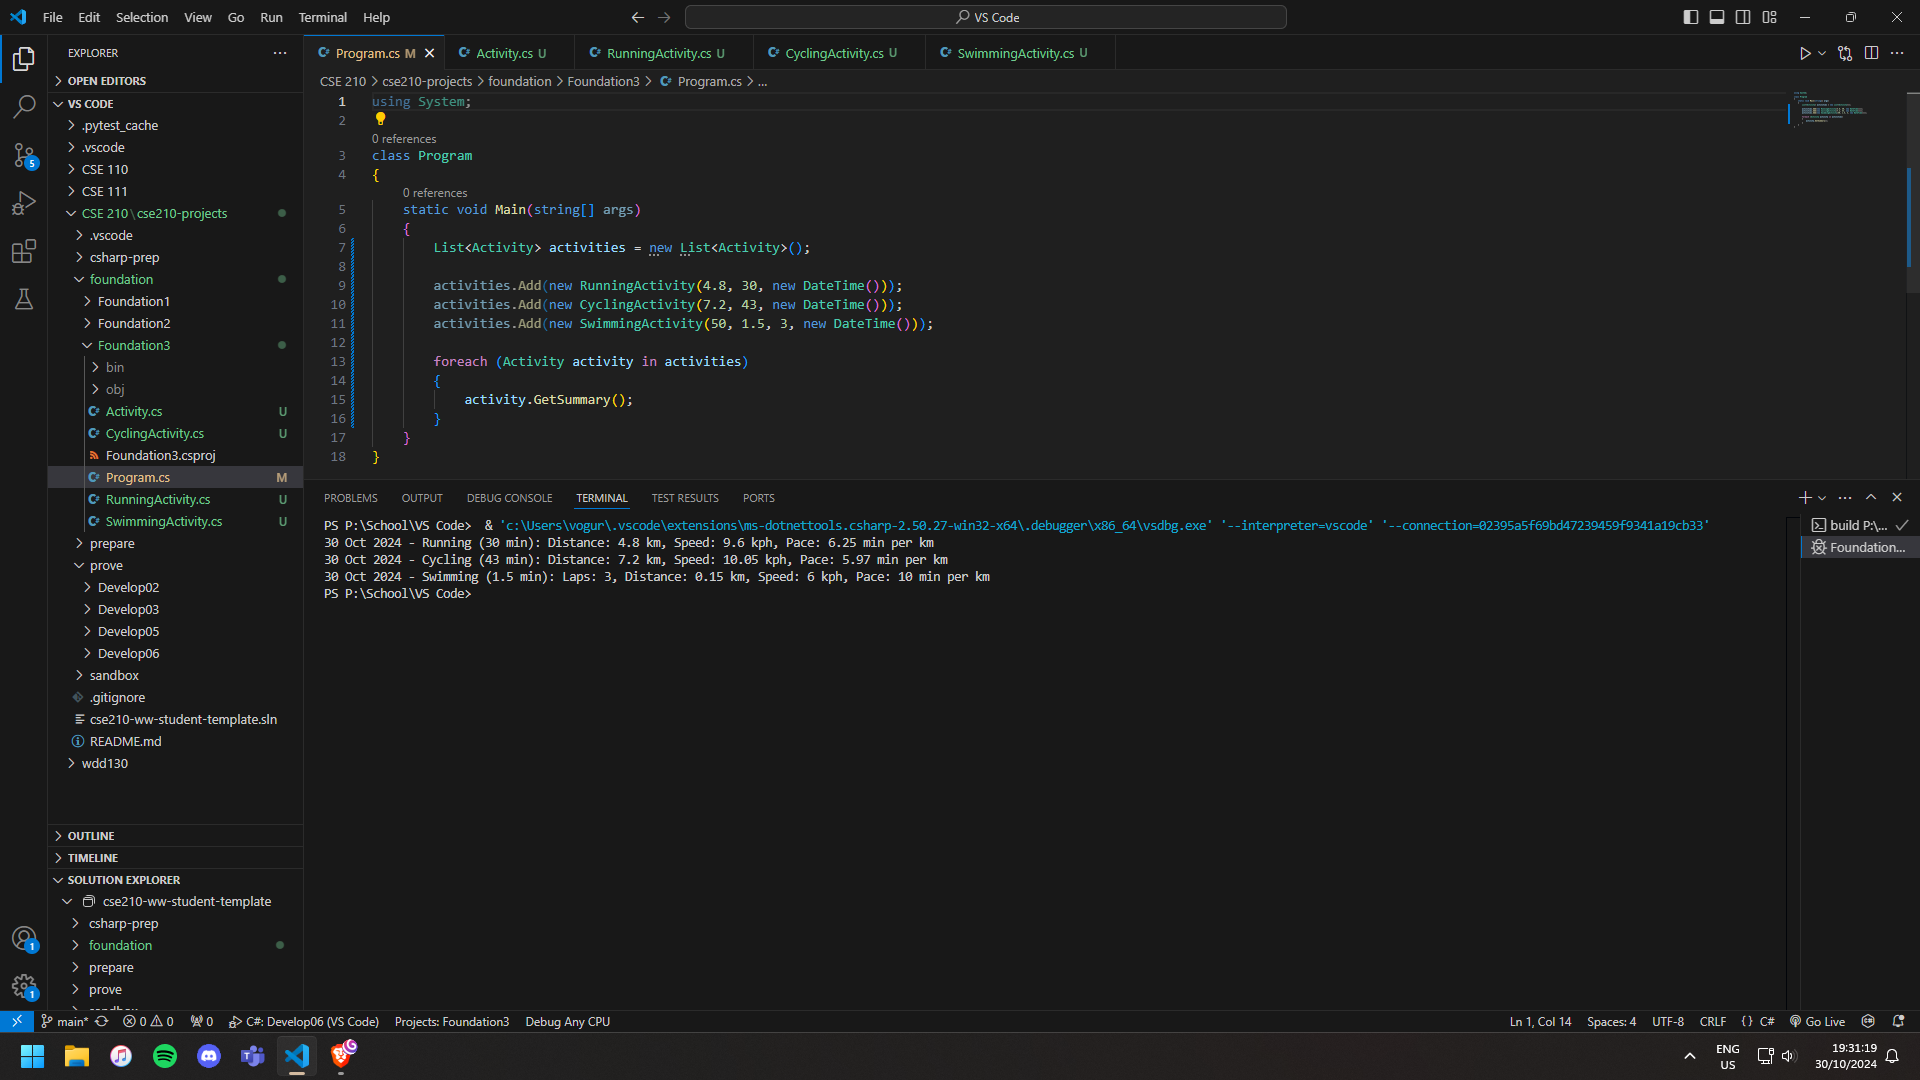 File Edit Selection View Go Run Terminal Help
VS Code
EXPLORER
OPEN EDITORS
VS CODE
.pytest_cache
.vscode
CSE 110
CSE 111
CSE 210\cse210-projects
.vscode
csharp-prep
foundation
Foundation1
Foundation2
Foundation3
bin
obj
Activity.cs U
CyclingActivity.cs U
Foundation3.csproj
Program.cs M
RunningActivity.cs U
SwimmingActivity.cs U
prepare
prove
Develop02
Develop03
Develop05
Develop06
sandbox
.gitignore
cse210-ww-student-template.sln
README.md
wdd130
OUTLINE
TIMELINE
SOLUTION EXPLORER
cse210-ww-student-template
csharp-prep
foundation
prepare
prove
sandbox
5
1
1
Program.cs M Activity.cs U RunningActivity.cs U CyclingActivity.cs U SwimmingActivity.cs U
CSE 210 > cse210-projects > foundation > Foundation3 > Program.cs > ...
1 using System;
2
0 references
3 class Program
4 {
0 references
5 static void Main(string[] args)
6 {
7 List<Activity> activities = new List<Activity>();
8
9 activities.Add(new RunningActivity(4.8, 30, new DateTime()));
10 activities.Add(new CyclingActivity(7.2, 43, new DateTime()));
11 activities.Add(new SwimmingActivity(50, 1.5, 3, new DateTime()));
12
13 foreach (Activity activity in activities)
14 {
15 activity.GetSummary();
16 }
17 }
18 }
PROBLEMS OUTPUT DEBUG CONSOLE TERMINAL TEST RESULTS PORTS
PS P:\School\VS Code> & 'c:\Users\vogur\.vscode\extensions\ms-dotnettools.csharp-2.50.27-win32-x64\.debugger\x86_64\vsdbg.exe' '--interpreter=vscode' '--connection=02395a5f69bd47239459f9341a19cb33'
30 Oct 2024 - Running (30 min): Distance: 4.8 km, Speed: 9.6 kph, Pace: 6.25 min per km
30 Oct 2024 - Cycling (43 min): Distance: 7.2 km, Speed: 10.05 kph, Pace: 5.97 min per km
30 Oct 2024 - Swimming (1.5 min): Laps: 3, Distance: 0.15 km, Speed: 6 kph, Pace: 10 min per km
PS P:\School\VS Code>
build P:\...
Foundation...
main* 0 0 0 C#: Develop06 (VS Code) Projects: Foundation3 Debug Any CPU
Ln 1, Col 14 Spaces: 4 UTF-8 CRLF {} C# Go Live
ENG
US
19:31:19
30/10/2024